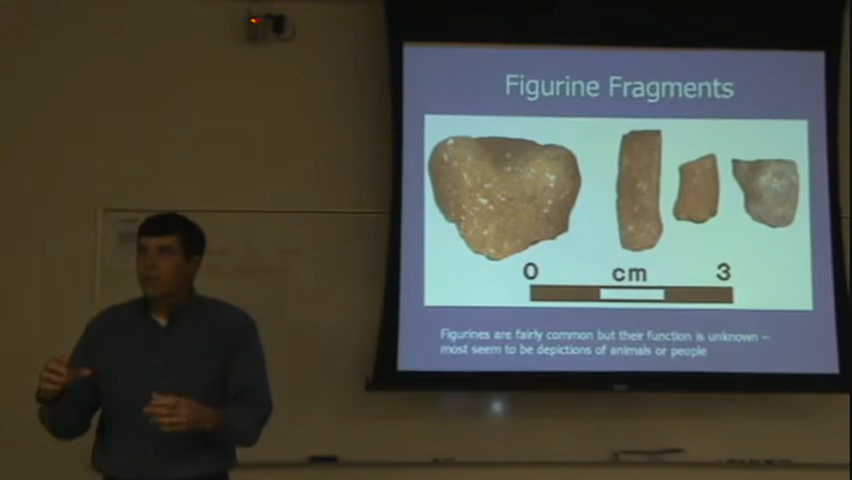 Figurine Fragments
0 cm 3
Figurines are fairly common but their function is unknown –
most seem to be depictions of animals or people